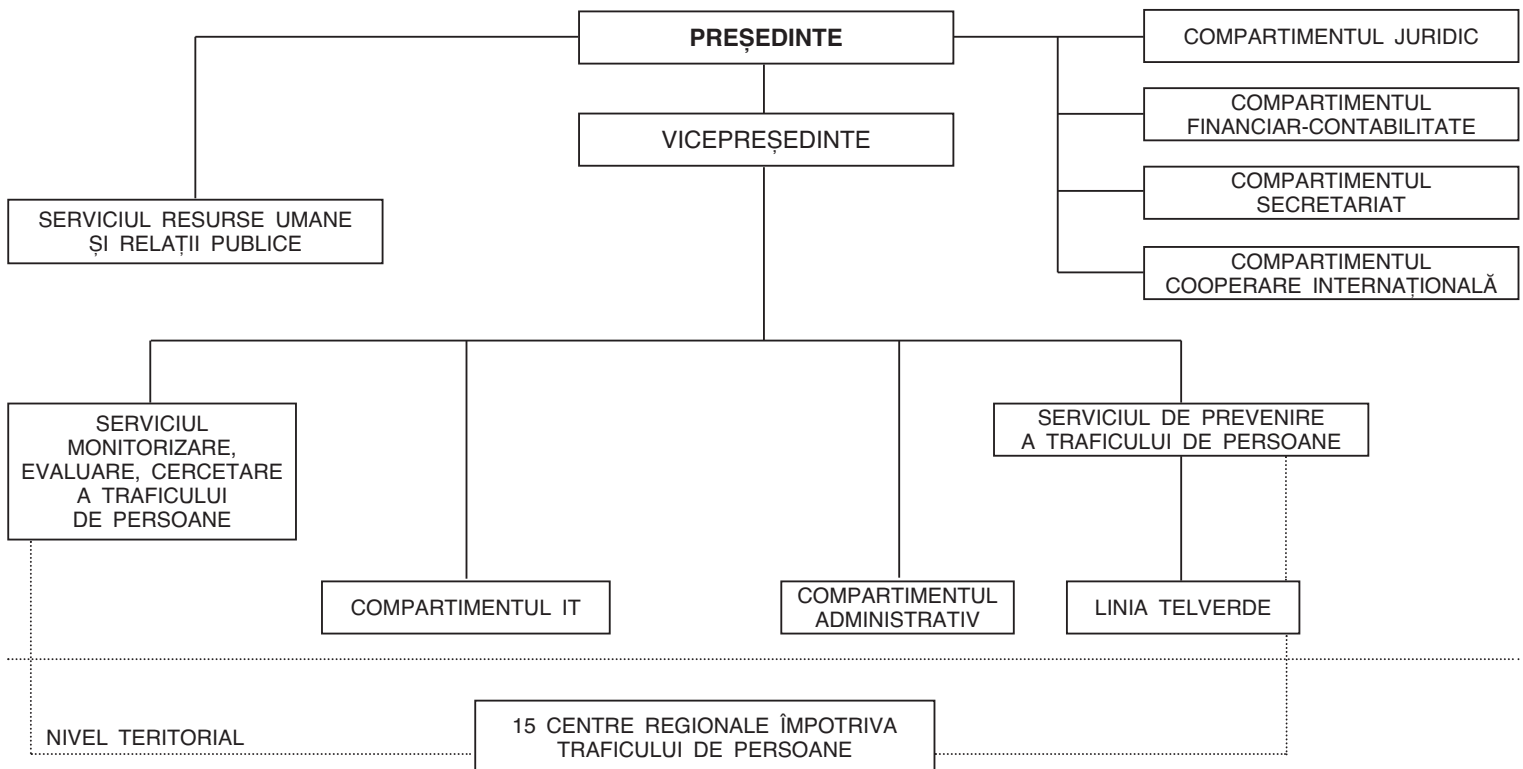 PREȘEDINTE
COMPARTIMENTUL JURIDIC
COMPARTIMENTUL
FINANCIAR-CONTABILITATE
VICEPREȘEDINTE
COMPARTIMENTUL
SECRETARIAT
SERVICIUL RESURSE UMANE
ȘI RELAȚII PUBLICE
COMPARTIMENTUL
COOPERARE INTERNAȚIONALĂ
SERVICIUL
MONITORIZARE,
EVALUARE, CERCETARE
A TRAFICULUI
DE PERSOANE
SERVICIUL DE PREVENIRE
A TRAFICULUI DE PERSOANE
COMPARTIMENTUL IT
COMPARTIMENTUL
ADMINISTRATIV
LINIA TELVERDE
NIVEL TERITORIAL
15 CENTRE REGIONALE ÎMPOTRIVA
TRAFICULUI DE PERSOANE